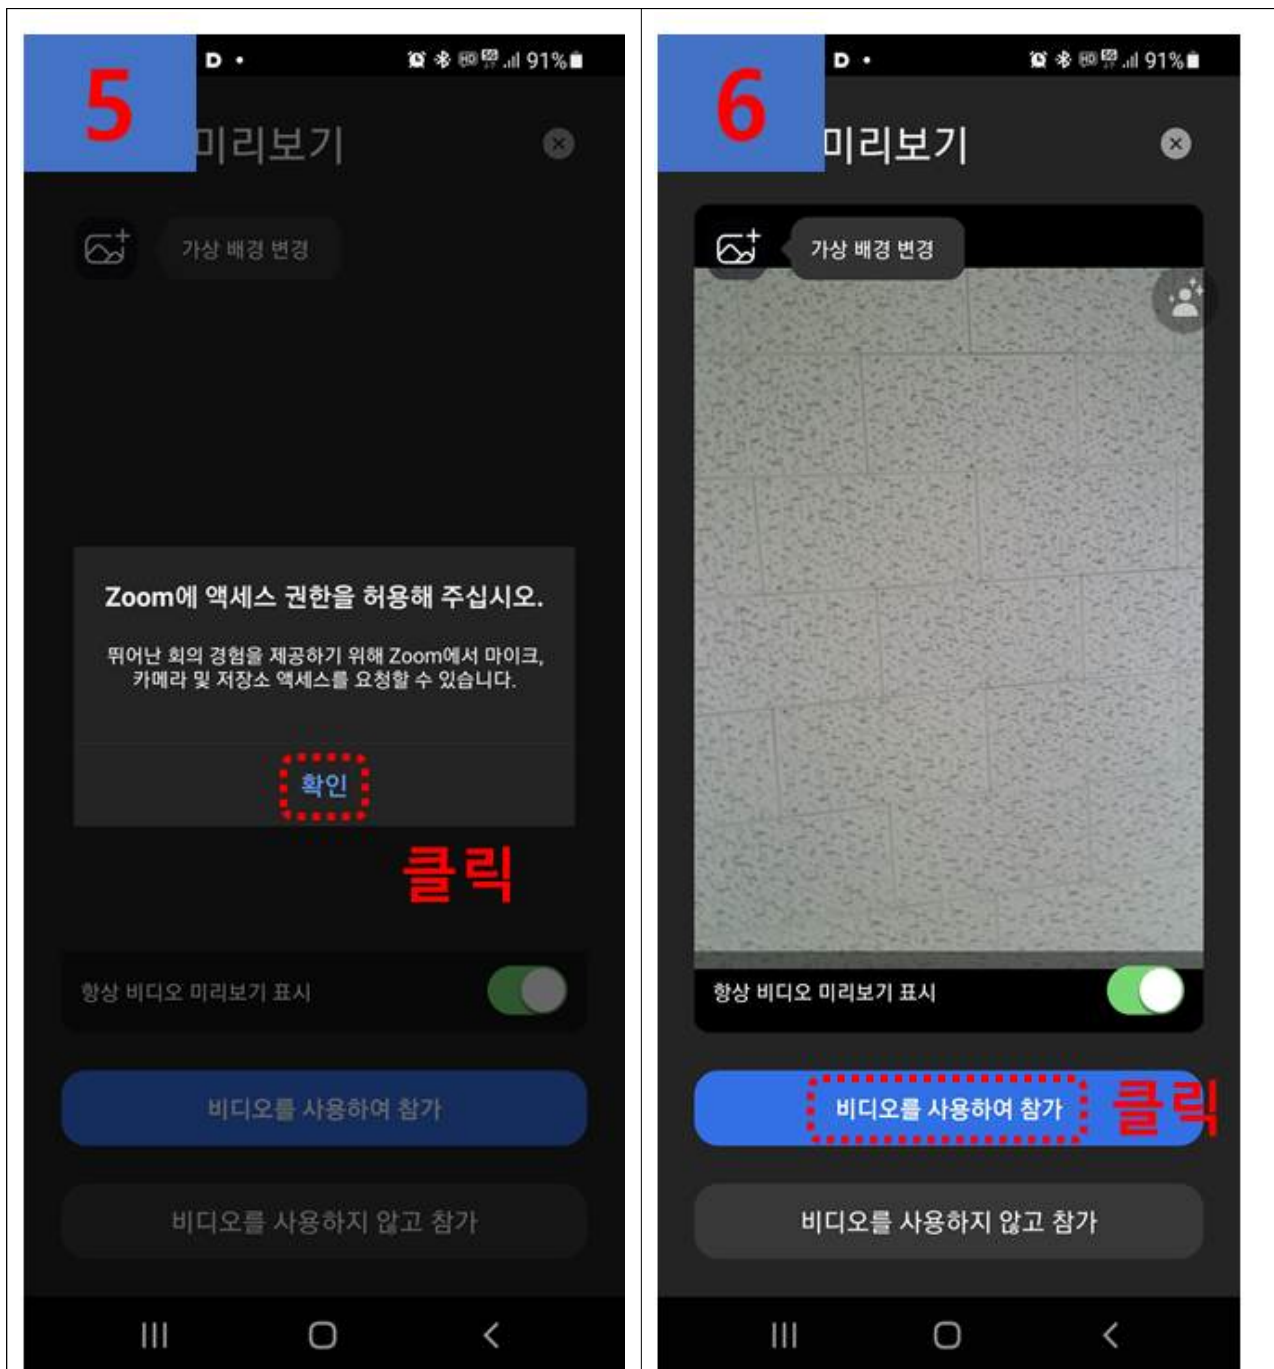 5
D •
91%
미리보기
가상 배경 변경
Zoom에 액세스 권한을 허용해 주십시오.
뛰어난 회의 경험을 제공하기 위해 Zoom에서 마이크,
카메라 및 저장소 액세스를 요청할 수 있습니다.
확인
클릭
항상 비디오 미리보기 표시
비디오를 사용하여 참가
비디오를 사용하지 않고 참가
6
D •
91%
미리보기
가상 배경 변경
항상 비디오 미리보기 표시
비디오를 사용하여 참가
클릭
비디오를 사용하지 않고 참가